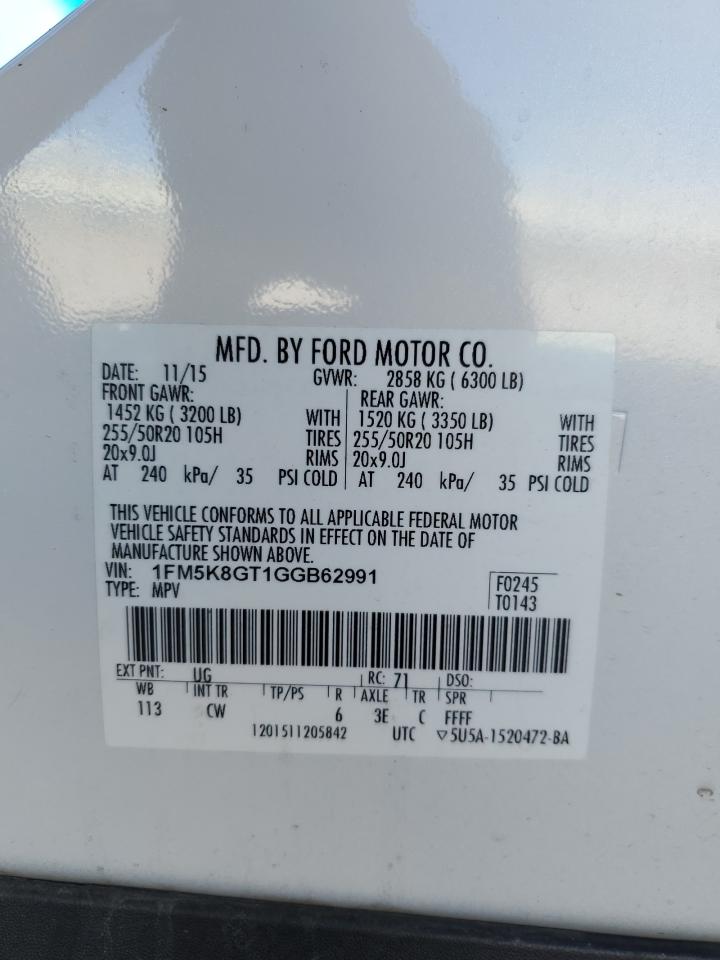 MFD. BY FORD MOTOR CO.
DATE: 11/15 GVWR: 2858 KG ( 6300 LB)
FRONT GAWR: REAR GAWR:
1452 KG ( 3200 LB) WITH 1520 KG ( 3350 LB) WITH
255/50R20 105H TIRES 255/50R20 105H TIRES
20x9.0J RIMS 20x9.0J RIMS
AT 240 kPa/ 35 PSI COLD AT 240 kPa/ 35 PSI COLD
THIS VEHICLE CONFORMS TO ALL APPLICABLE FEDERAL MOTOR
VEHICLE SAFETY STANDARDS IN EFFECT ON THE DATE OF
MANUFACTURE SHOWN ABOVE.
VIN: 1FM5K8GT1GGB62991 F0245
TYPE: MPV T0143
EXT PNT: UG RC: 71 DSO:
WB INT TR TP/PS R AXLE TR SPR
113 CW 6 3E C FFFF
1201511205842 UTC ▽5U5A-1520472-BA